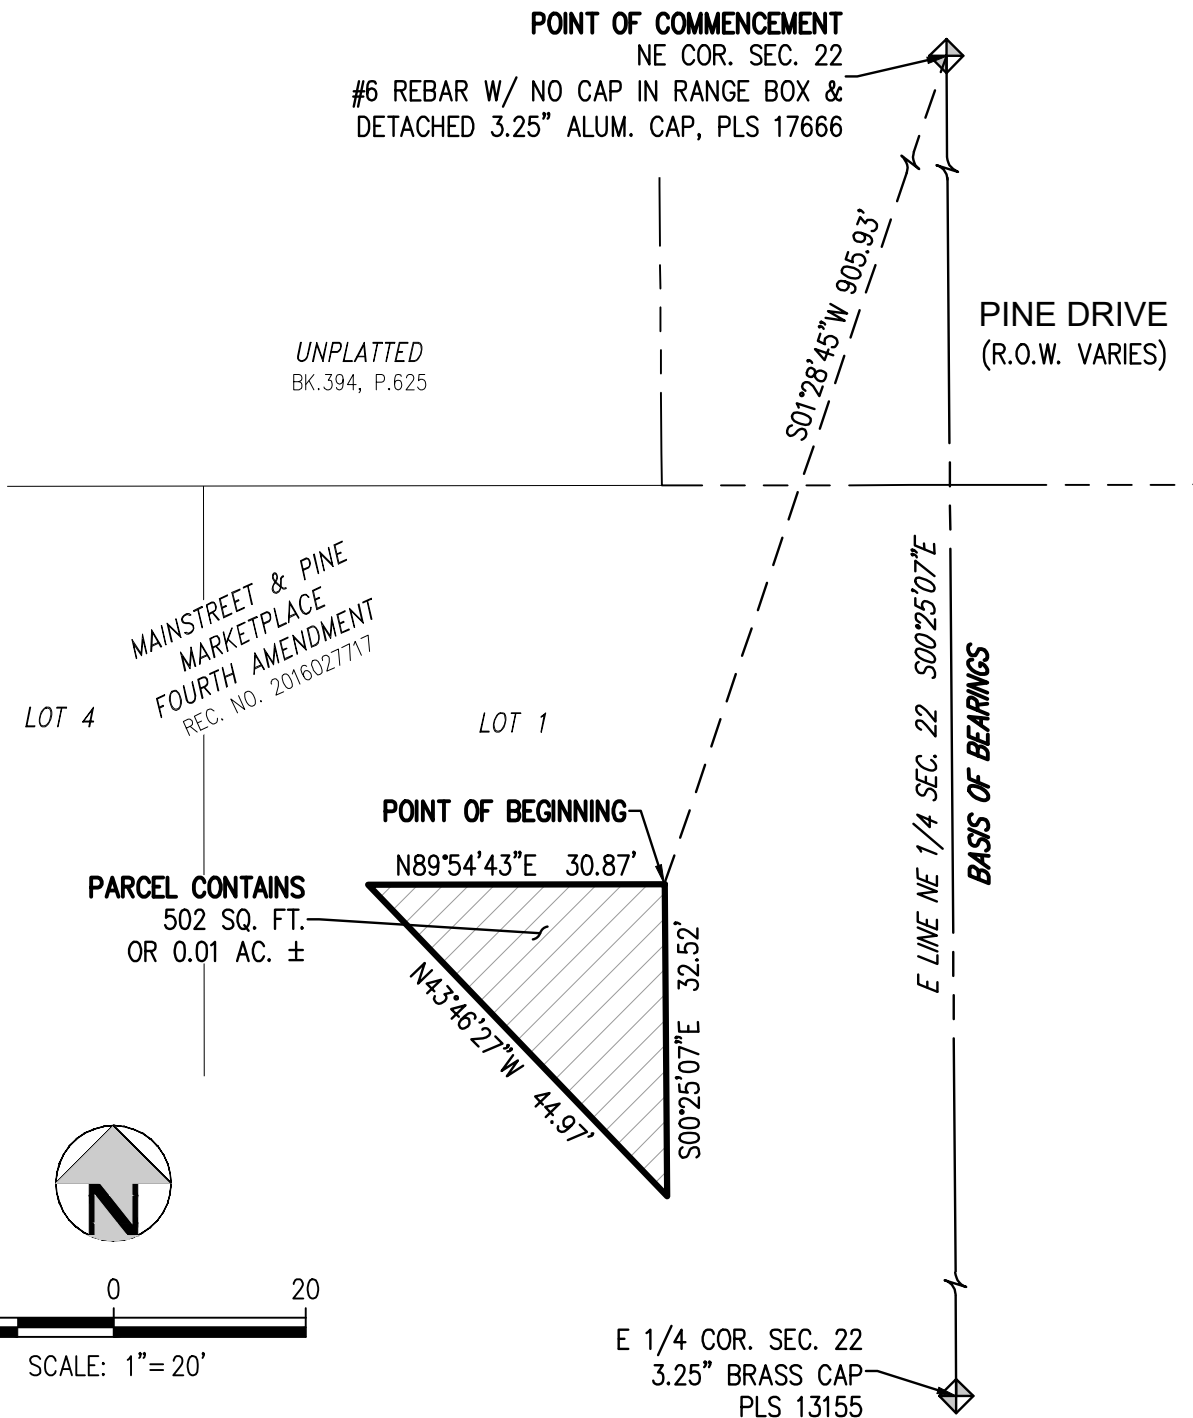 POINT OF COMMENCEMENT
NE COR. SEC. 22
#6 REBAR W/ NO CAP IN RANGE BOX &
DETACHED 3.25" ALUM. CAP, PLS 17666
S01°28'45"W 905.93'
PINE DRIVE
(R.O.W. VARIES)
UNPLATTED
BK.394, P.625
MAINSTREET & PINE
MARKETPLACE
FOURTH AMENDMENT
REC. NO. 2016027717
LOT 4
LOT 1
E LINE NE 1/4 SEC. 22 S00°25'07"E
BASIS OF BEARINGS
POINT OF BEGINNING
N89°54'43"E 30.87'
PARCEL CONTAINS
502 SQ. FT.
OR 0.01 AC. ±
N43°46'27"W 44.97'
S00°25'07"E 32.52'
N
0 20
SCALE: 1"=20'
E 1/4 COR. SEC. 22
3.25" BRASS CAP
PLS 13155